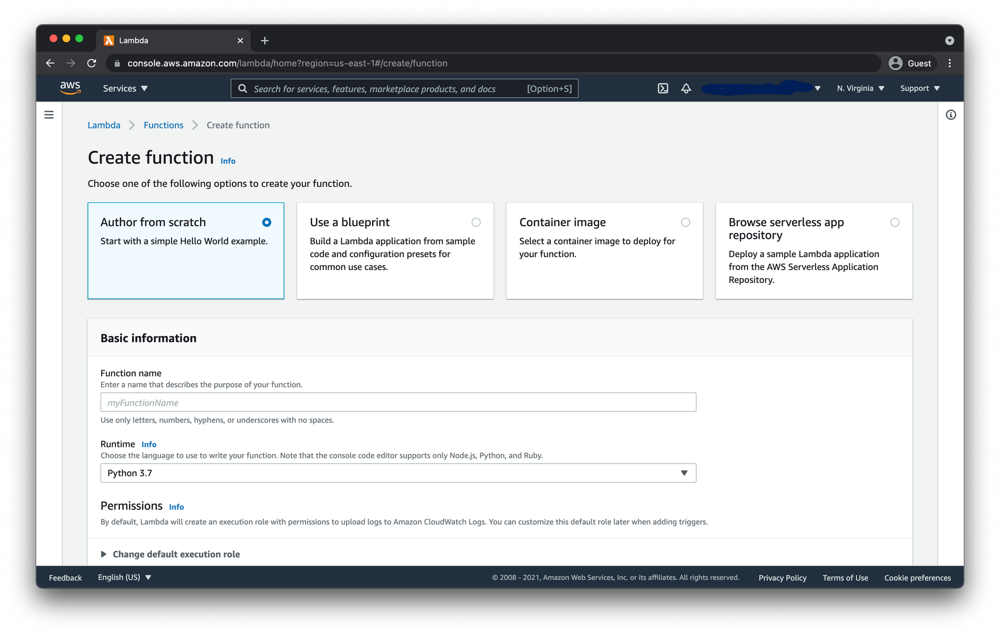 Lambda
console.aws.amazon.com/lambda/home?region=us-east-1#/create/function
Guest
aws
Services
Search for services, features, marketplace products, and docs
[Option+S]
N. Virginia
Support
Lambda
Functions
Create function
Create function Info
Choose one of the following options to create your function.
Author from scratch
Start with a simple Hello World example.
Use a blueprint
Build a Lambda application from sample
code and configuration presets for
common use cases.
Container image
Select a container image to deploy for
your function.
Browse serverless app
repository
Deploy a sample Lambda application
from the AWS Serverless Application
Repository.
Basic information
Function name
Enter a name that describes the purpose of your function.
myFunctionName
Use only letters, numbers, hyphens, or underscores with no spaces.
Runtime Info
Choose the language to use to write your function. Note that the console code editor supports only Node.js, Python, and Ruby.
Python 3.7
Permissions Info
By default, Lambda will create an execution role with permissions to upload logs to Amazon CloudWatch Logs. You can customize this default role later when adding triggers.
Change default execution role
Feedback
English (US)
© 2008 - 2021, Amazon Web Services, Inc. or its affiliates. All rights reserved.
Privacy Policy
Terms of Use
Cookie preferences